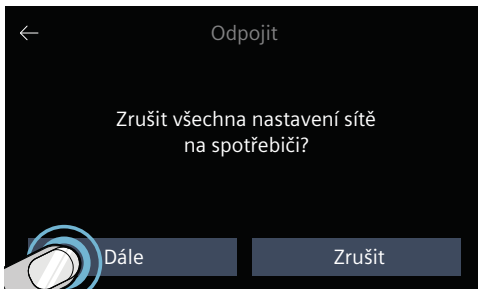 Odpojit
Zrušit všechna nastavení sítě
na spotřebiči?
Dále
Zrušit